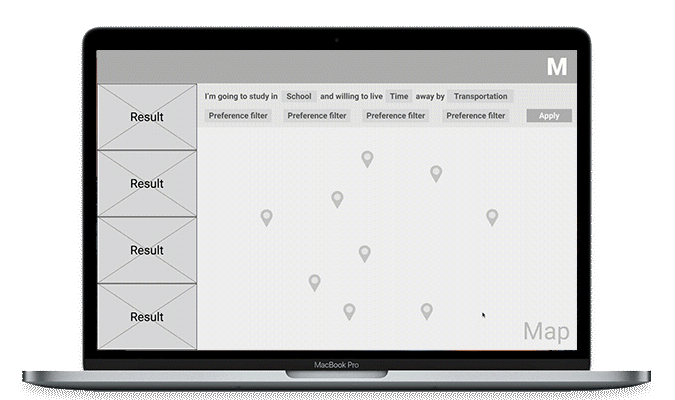 M
I'm going to study in School and willing to live Time away by Transportation
Preference filter Preference filter Preference filter Preference filter Apply
Result
Result
Result
Result
Map
MacBook Pro